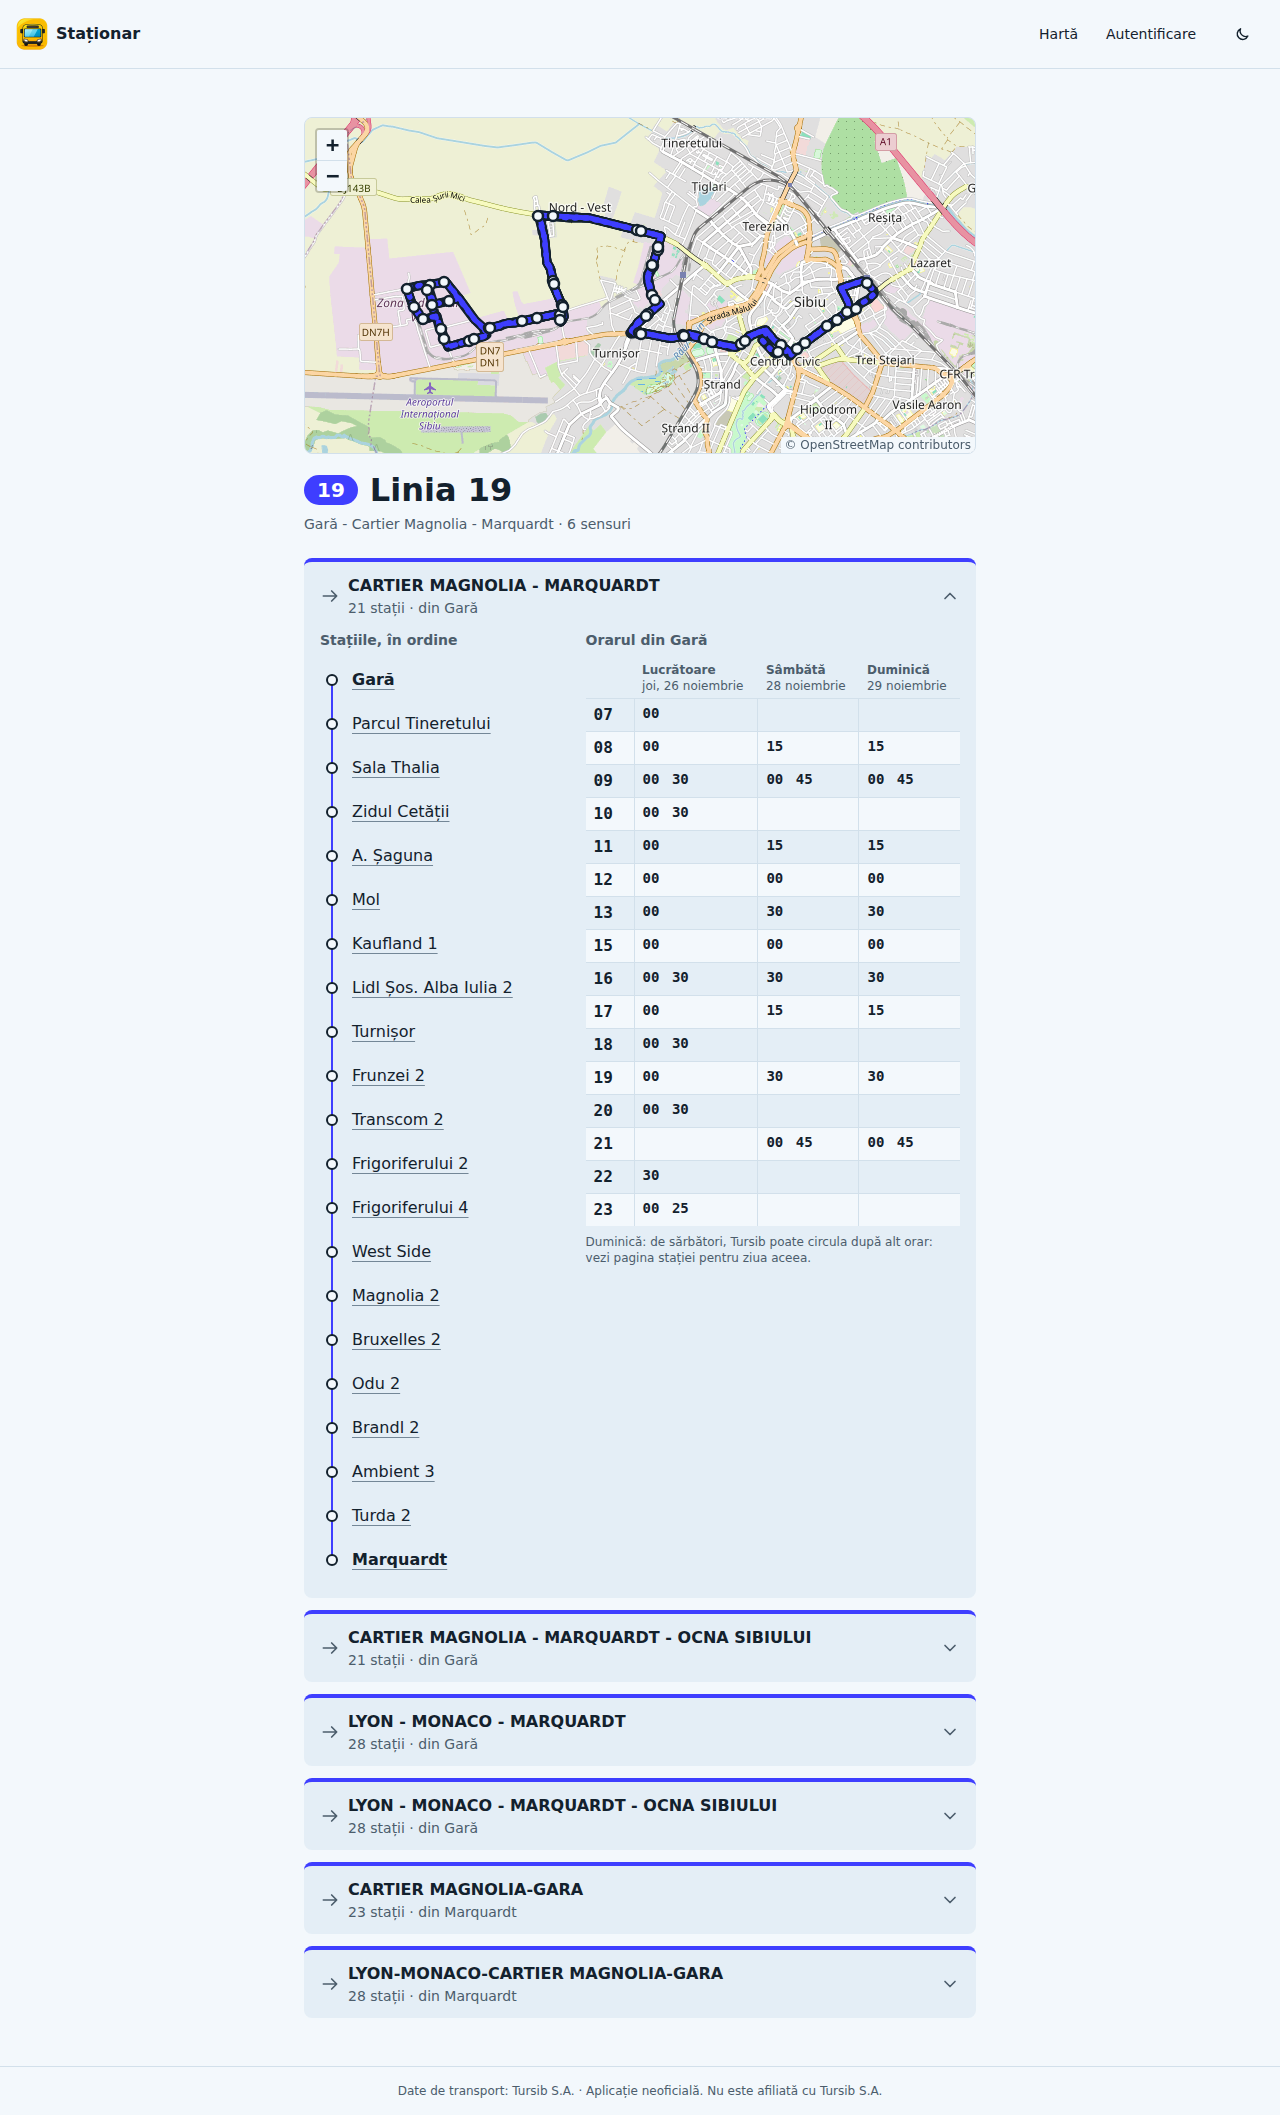 Staționar
Hartă
Autentificare
+
−
143B
Calea Șurii Mici
Nord - Vest
Tineretului
Țiglari
Terezian
A1
Reșița
Lazaret
G
Zona
DN7H
DN7
DN1
Turnișor
Strada Malului
Sibiu
Centrul Civic
Trei Stejari
CFR Tr
Ștrand
Hipodrom
II
Vasile Aaron
Ștrand II
Aeroportul
Internațional
Sibiu
© OpenStreetMap contributors
19 Linia 19
Gară - Cartier Magnolia - Marquardt · 6 sensuri
CARTIER MAGNOLIA - MARQUARDT
21 stații · din Gară
Stațiile, în ordine
Gară
Parcul Tineretului
Sala Thalia
Zidul Cetății
A. Șaguna
Mol
Kaufland 1
Lidl Șos. Alba Iulia 2
Turnișor
Frunzei 2
Transcom 2
Frigoriferului 2
Frigoriferului 4
West Side
Magnolia 2
Bruxelles 2
Odu 2
Brandl 2
Ambient 3
Turda 2
Marquardt
Orarul din Gară
Lucrătoare Sâmbătă Duminică
joi, 26 noiembrie 28 noiembrie 29 noiembrie
07 00
08 00 15 15
09 00 30 00 45 00 45
10 00 30
11 00 15 15
12 00 00 00
13 00 30 30
15 00 00 00
16 00 30 30 30
17 00 15 15
18 00 30
19 00 30 30
20 00 30
21 00 45 00 45
22 30
23 00 25
Duminică: de sărbători, Tursib poate circula după alt orar:
vezi pagina stației pentru ziua aceea.
CARTIER MAGNOLIA - MARQUARDT - OCNA SIBIULUI
21 stații · din Gară
LYON - MONACO - MARQUARDT
28 stații · din Gară
LYON - MONACO - MARQUARDT - OCNA SIBIULUI
28 stații · din Gară
CARTIER MAGNOLIA-GARA
23 stații · din Marquardt
LYON-MONACO-CARTIER MAGNOLIA-GARA
28 stații · din Marquardt
Date de transport: Tursib S.A. · Aplicație neoficială. Nu este afiliată cu Tursib S.A.